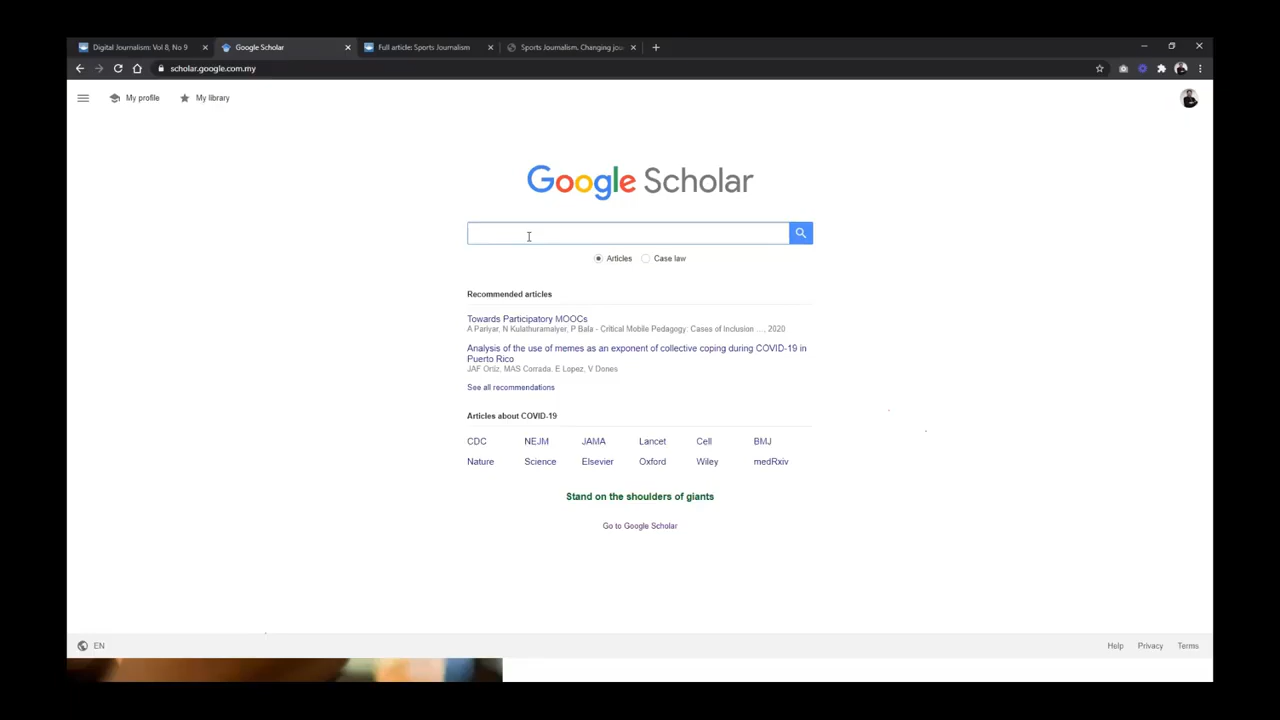 Digital Journalism: Vol 8, No 9
Google Scholar
Full article: Sports Journalism
Sports Journalism. Changing jou
scholar.google.com.my
My profile
My library
Google Scholar
Articles
Case law
Recommended articles
Towards Participatory MOOCs
A Pariyar, N Kulathuramaiyer, P Bala - Critical Mobile Pedagogy: Cases of Inclusion …, 2020
Analysis of the use of memes as an exponent of collective coping during COVID-19 in
Puerto Rico
JAF Ortiz, MAS Corrada, E Lopez, V Dones
See all recommendations
Articles about COVID-19
CDC NEJM JAMA Lancet Cell BMJ
Nature Science Elsevier Oxford Wiley medRxiv
Stand on the shoulders of giants
Go to Google Scholar
EN
Help Privacy Terms